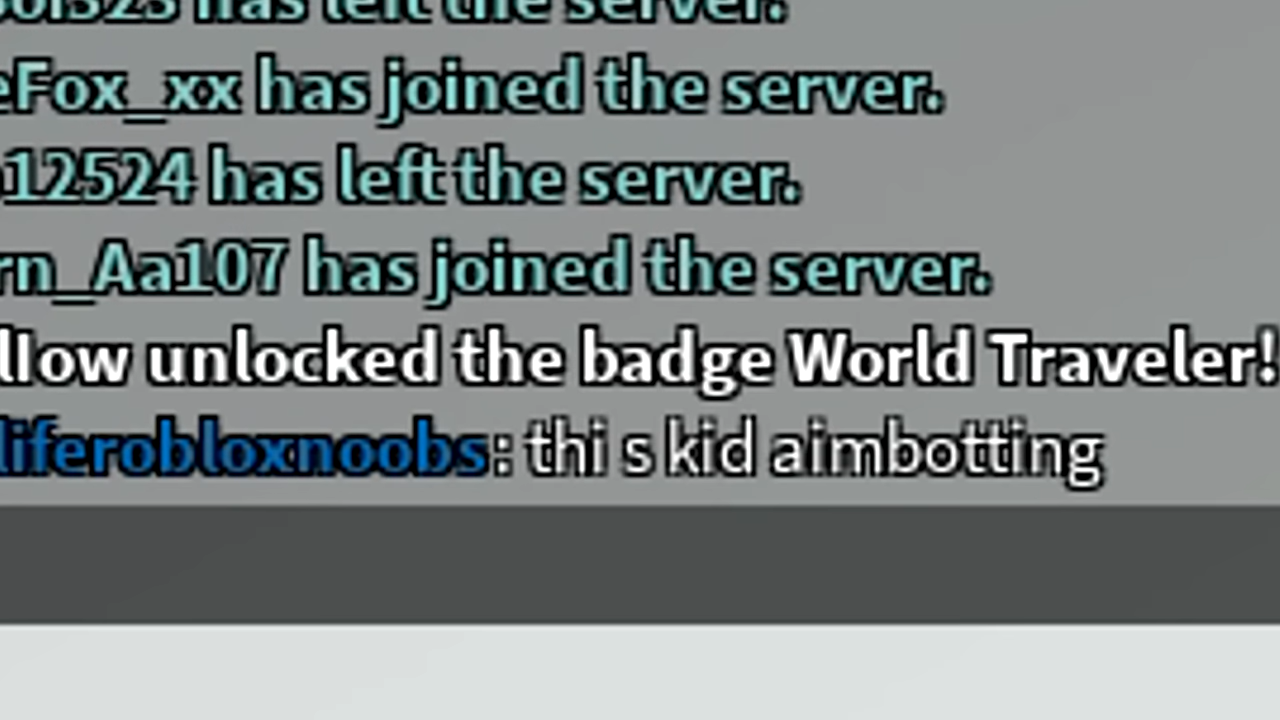 has left the server.
eFox_xx has joined the server.
12524 has left the server.
rn_Aa107 has joined the server.
unlocked the badge World Traveler!
liferobloxnoobs: thi s kid aimbotting